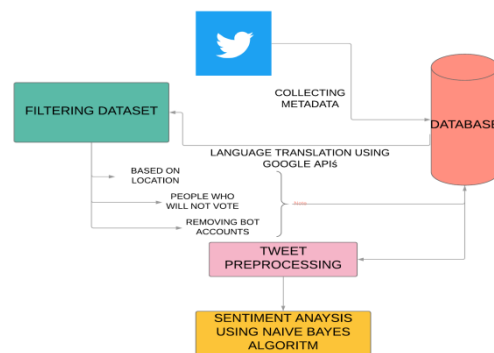 COLLECTING
METADATA
FILTERING DATASET
DATABASE
LANGUAGE TRANSLATION USING
GOOGLE APIs
BASED ON
LOCATION
PEOPLE WHO
WILL NOT VOTE
REMOVING BOT
ACCOUNTS
TWEET
PREPROCESSING
SENTIMENT ANAYSIS
USING NAIVE BAYES
ALGORITM